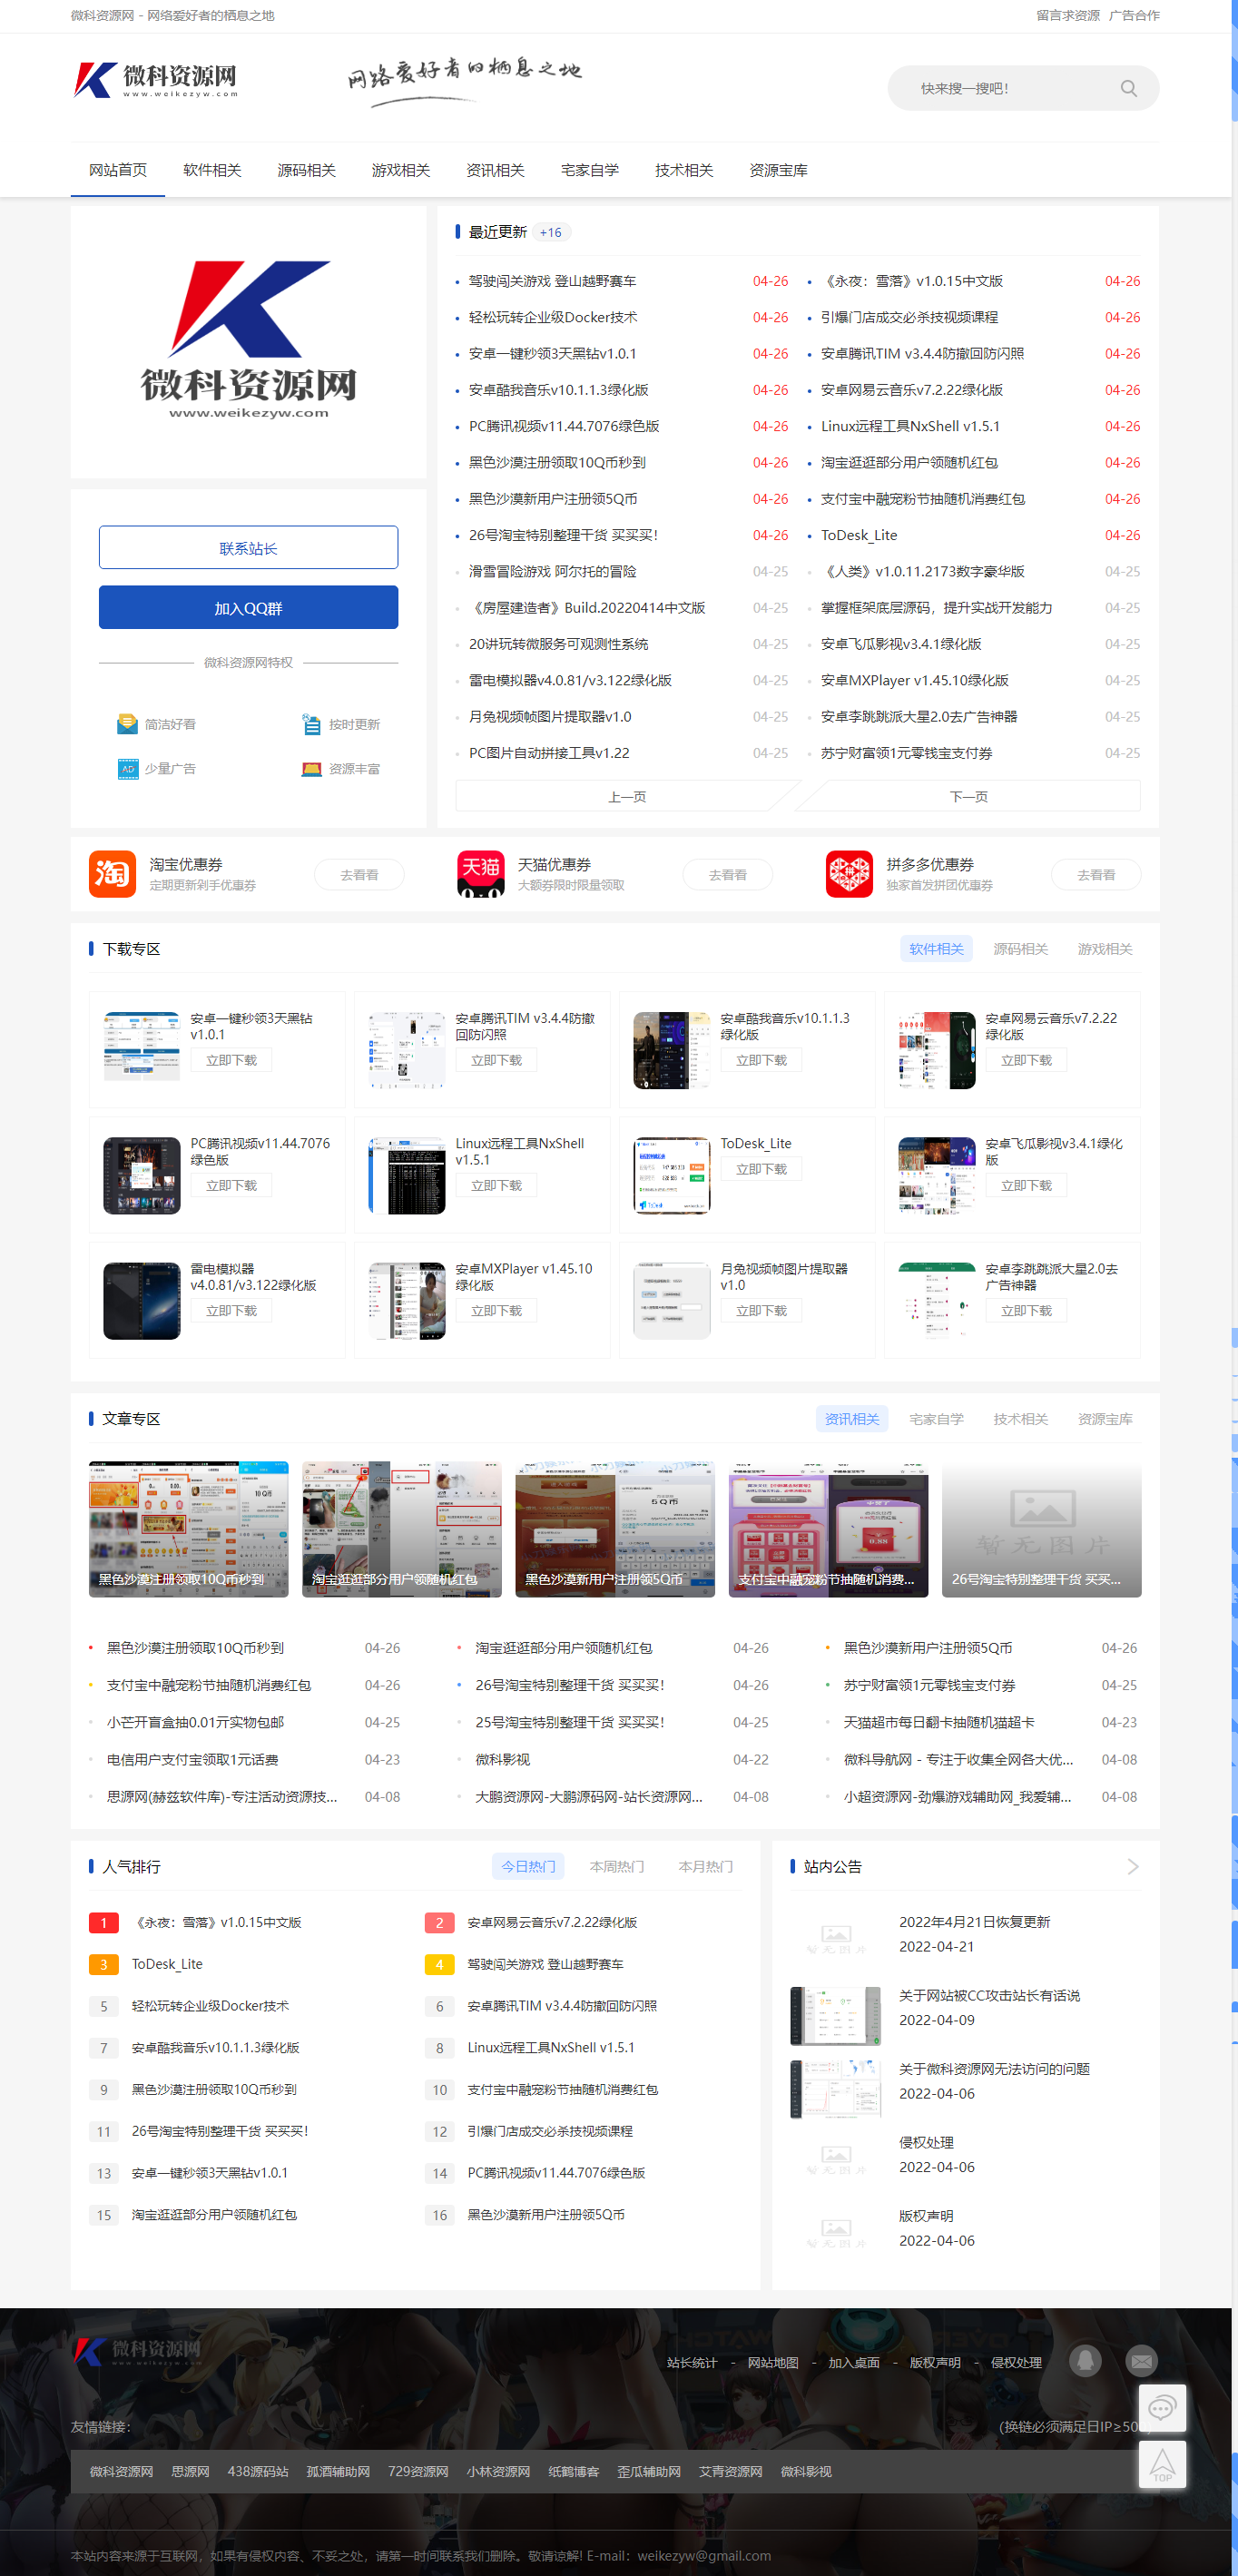 微科资源网 - 网络爱好者的栖息之地
留言求资源 广告合作
微科资源网
www.weikezyw.com
网络爱好者的栖息之地
快来搜一搜吧!
网站首页 软件相关 源码相关 游戏相关 资讯相关 宅家自学 技术相关 资源宝库
微科资源网
www.weikezyw.com
联系站长
加入QQ群
微科资源网特权
简洁好看 按时更新
AD 少量广告 资源丰富
最近更新 +16
驾驶闯关游戏 登山越野赛车 04-26 《永夜：雪落》v1.0.15中文版 04-26
轻松玩转企业级Docker技术 04-26 引爆门店成交必杀技视频课程 04-26
安卓一键秒领3天黑钻v1.0.1 04-26 安卓腾讯TIM v3.4.4防撤回防闪照 04-26
安卓酷我音乐v10.1.1.3绿化版 04-26 安卓网易云音乐v7.2.22绿化版 04-26
PC腾讯视频v11.44.7076绿色版 04-26 Linux远程工具NxShell v1.5.1 04-26
黑色沙漠注册领取10Q币秒到 04-26 淘宝逛逛部分用户领随机红包 04-26
黑色沙漠新用户注册领5Q币 04-26 支付宝中融宠粉节抽随机消费红包 04-26
26号淘宝特别整理干货 买买买! 04-26 ToDesk_Lite 04-26
滑雪冒险游戏 阿尔托的冒险 04-25 《人类》v1.0.11.2173数字豪华版 04-25
《房屋建造者》Build.20220414中文版 04-25 掌握框架底层源码，提升实战开发能力 04-25
20讲玩转微服务可观测性系统 04-25 安卓飞瓜影视v3.4.1绿化版 04-25
雷电模拟器v4.0.81/v3.122绿化版 04-25 安卓MXPlayer v1.45.10绿化版 04-25
月兔视频帧图片提取器v1.0 04-25 安卓李跳跳派大星2.0去广告神器 04-25
PC图片自动拼接工具v1.22 04-25 苏宁财富领1元零钱宝支付券 04-25
上一页 下一页
淘 淘宝优惠券 去看看 天猫 天猫优惠券 去看看 拼 拼多多优惠券 去看看
定期更新剁手优惠券 大额券限时限量领取 独家首发拼团优惠券
下载专区 软件相关 源码相关 游戏相关
安卓一键秒领3天黑钻 安卓腾讯TIM v3.4.4防撤 安卓酷我音乐v10.1.1.3 安卓网易云音乐v7.2.22
v1.0.1 回防闪照 绿化版 绿化版
立即下载 立即下载 立即下载 立即下载
PC腾讯视频v11.44.7076 Linux远程工具NxShell ToDesk_Lite 安卓飞瓜影视v3.4.1绿化
绿色版 v1.5.1 立即下载 版
立即下载 立即下载 立即下载
雷电模拟器 安卓MXPlayer v1.45.10 月兔视频帧图片提取器 安卓李跳跳派大星2.0去
v4.0.81/v3.122绿化版 绿化版 v1.0 广告神器
立即下载 立即下载 立即下载 立即下载
文章专区 资讯相关 宅家自学 技术相关 资源宝库
10 Q币 5 Q币 暂无图片
黑色沙漠注册领取10Q币秒到 淘宝逛逛部分用户领随机红包 黑色沙漠新用户注册领5Q币 支付宝中融宠粉节抽随机消费... 26号淘宝特别整理干货 买买...
黑色沙漠注册领取10Q币秒到 04-26 淘宝逛逛部分用户领随机红包 04-26 黑色沙漠新用户注册领5Q币 04-26
支付宝中融宠粉节抽随机消费红包 04-26 26号淘宝特别整理干货 买买买! 04-26 苏宁财富领1元零钱宝支付券 04-25
小芒开盲盒抽0.01亓实物包邮 04-25 25号淘宝特别整理干货 买买买! 04-25 天猫超市每日翻卡抽随机猫超卡 04-23
电信用户支付宝领取1元话费 04-23 微科影视 04-22 微科导航网 - 专注于收集全网各大优... 04-08
思源网(赫兹软件库)-专注活动资源技... 04-08 大鹏资源网-大鹏源码网-站长资源网... 04-08 小超资源网-劲爆游戏辅助网_我爱辅... 04-08
人气排行 今日热门 本周热门 本月热门
1 《永夜：雪落》v1.0.15中文版 2 安卓网易云音乐v7.2.22绿化版
3 ToDesk_Lite 4 驾驶闯关游戏 登山越野赛车
5 轻松玩转企业级Docker技术 6 安卓腾讯TIM v3.4.4防撤回防闪照
7 安卓酷我音乐v10.1.1.3绿化版 8 Linux远程工具NxShell v1.5.1
9 黑色沙漠注册领取10Q币秒到 10 支付宝中融宠粉节抽随机消费红包
11 26号淘宝特别整理干货 买买买! 12 引爆门店成交必杀技视频课程
13 安卓一键秒领3天黑钻v1.0.1 14 PC腾讯视频v11.44.7076绿色版
15 淘宝逛逛部分用户领随机红包 16 黑色沙漠新用户注册领5Q币
站内公告
2022年4月21日恢复更新
暂无图片 2022-04-21
关于网站被CC攻击站长有话说
2022-04-09
关于微科资源网无法访问的问题
2022-04-06
侵权处理
暂无图片 2022-04-06
版权声明
暂无图片 2022-04-06
微科资源网
站长统计 - 网站地图 - 加入桌面 - 版权声明 - 侵权处理
友情链接： (换链必须满足日IP≥50
微科资源网 思源网 438源码站 孤酒辅助网 729资源网 小林资源网 纸鹤博客 歪瓜辅助网 艾青资源网 微科影视
TOP
本站内容来源于互联网，如果有侵权内容、不妥之处，请第一时间联系我们删除。敬请谅解! E-mail：weikezyw@gmail.com